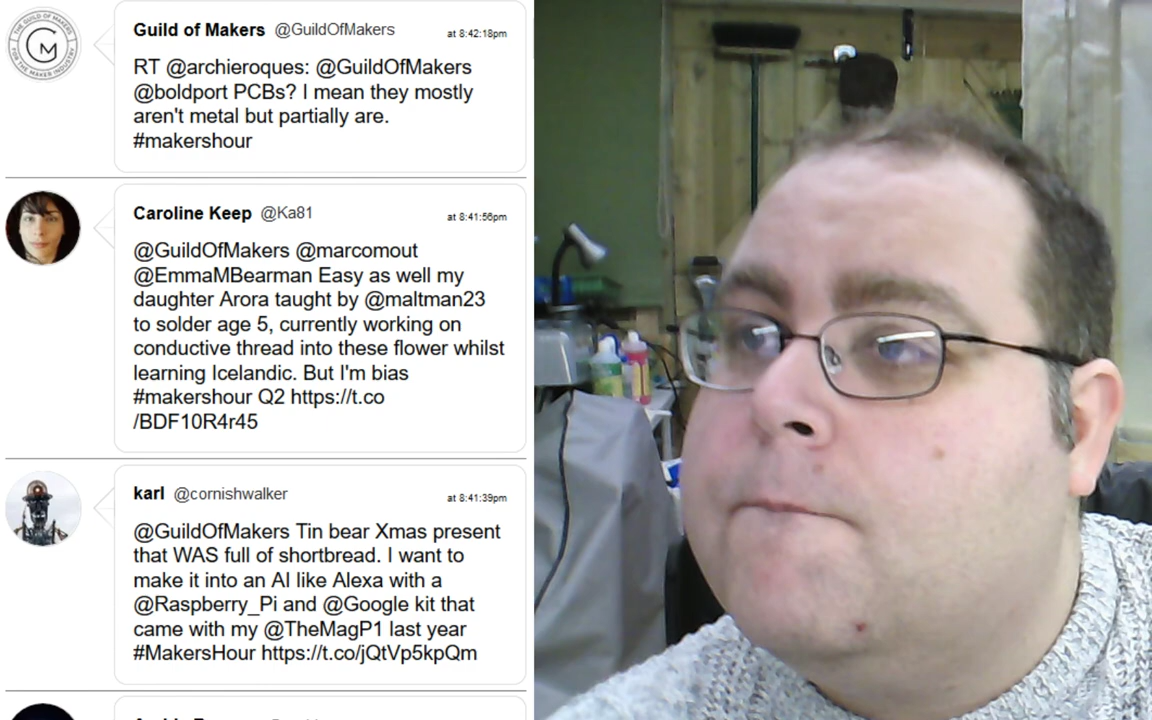 Guild of Makers @GuildOfMakers at 8:42:18pm
RT @archieroques: @GuildOfMakers
@boldport PCBs? I mean they mostly
aren't metal but partially are.
#makershour
Caroline Keep @Ka81 at 8:41:56pm
@GuildOfMakers @marcomout
@EmmaMBearman Easy as well my
daughter Arora taught by @maltman23
to solder age 5, currently working on
conductive thread into these flower whilst
learning Icelandic. But I'm bias
#makershour Q2 https://t.co
/BDF10R4r45
karl @cornishwalker at 8:41:39pm
@GuildOfMakers Tin bear Xmas present
that WAS full of shortbread. I want to
make it into an AI like Alexa with a
@Raspberry_Pi and @Google kit that
came with my @TheMagP1 last year
#MakersHour https://t.co/jQtVp5kpQm